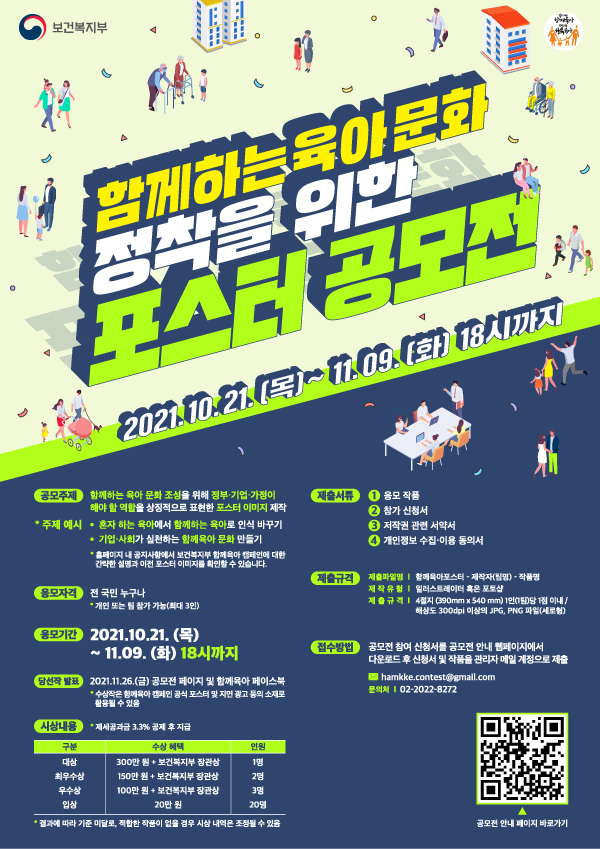 보건복지부
함께하는 육아 문화
정착을 위한
포스터 공모전
2021. 10. 21. (목) ~ 11. 09. (화) 18시까지
공모주제
함께하는 육아 문화 조성을 위해 정부·기업·가정이
해야 할 역할을 상징적으로 표현한 포스터 이미지 제작
* 주제 예시
• 혼자 하는 육아에서 함께하는 육아로 인식 바꾸기
• 기업·사회가 실천하는 함께육아 문화 만들기
* 홈페이지 내 공지사항에서 보건복지부 함께육아 캠페인에 대한
간략한 설명과 이전 포스터 이미지를 확인할 수 있습니다.
응모자격
전 국민 누구나
* 개인 또는 팀 참가 가능(최대 3인)
응모기간
2021.10.21. (목)
~ 11.09. (화) 18시까지
당선작 발표
2021.11.26.(금) 공모전 페이지 및 함께육아 페이스북
* 수상작은 함께육아 캠페인 공식 포스터 및 지면 광고 등의 소재로
활용될 수 있음
시상내용
* 제세공과금 3.3% 공제 후 지급
구분 수상 혜택 인원
대상 300만 원 + 보건복지부 장관상 1명
최우수상 150만 원 + 보건복지부 장관상 2명
우수상 100만 원 + 보건복지부 장관상 3명
입상 20만 원 20명
* 결과에 따라 기준 미달로, 적합한 작품이 없을 경우 시상 내역은 조정될 수 있음
제출서류
1 응모 작품
2 참가 신청서
3 저작권 관련 서약서
4 개인정보 수집·이용 동의서
제출규격
제출파일명 | 함께육아포스터 - 제작자(팀명) - 작품명
제 작 유 형 | 일러스트레이터 혹은 포토샵
제 출 규 격 | 4절지 (390mm x 540 mm) 1인(1팀)당 1점 이내 /
해상도 300dpi 이상의 JPG, PNG 파일(세로형)
접수방법
공모전 참여 신청서를 공모전 안내 웹페이지에서
다운로드 후 신청서 및 작품을 관리자 메일 계정으로 제출
hamkke.contest@gmail.com
문의처 | 02-2022-8272
공모전 안내 페이지 바로가기